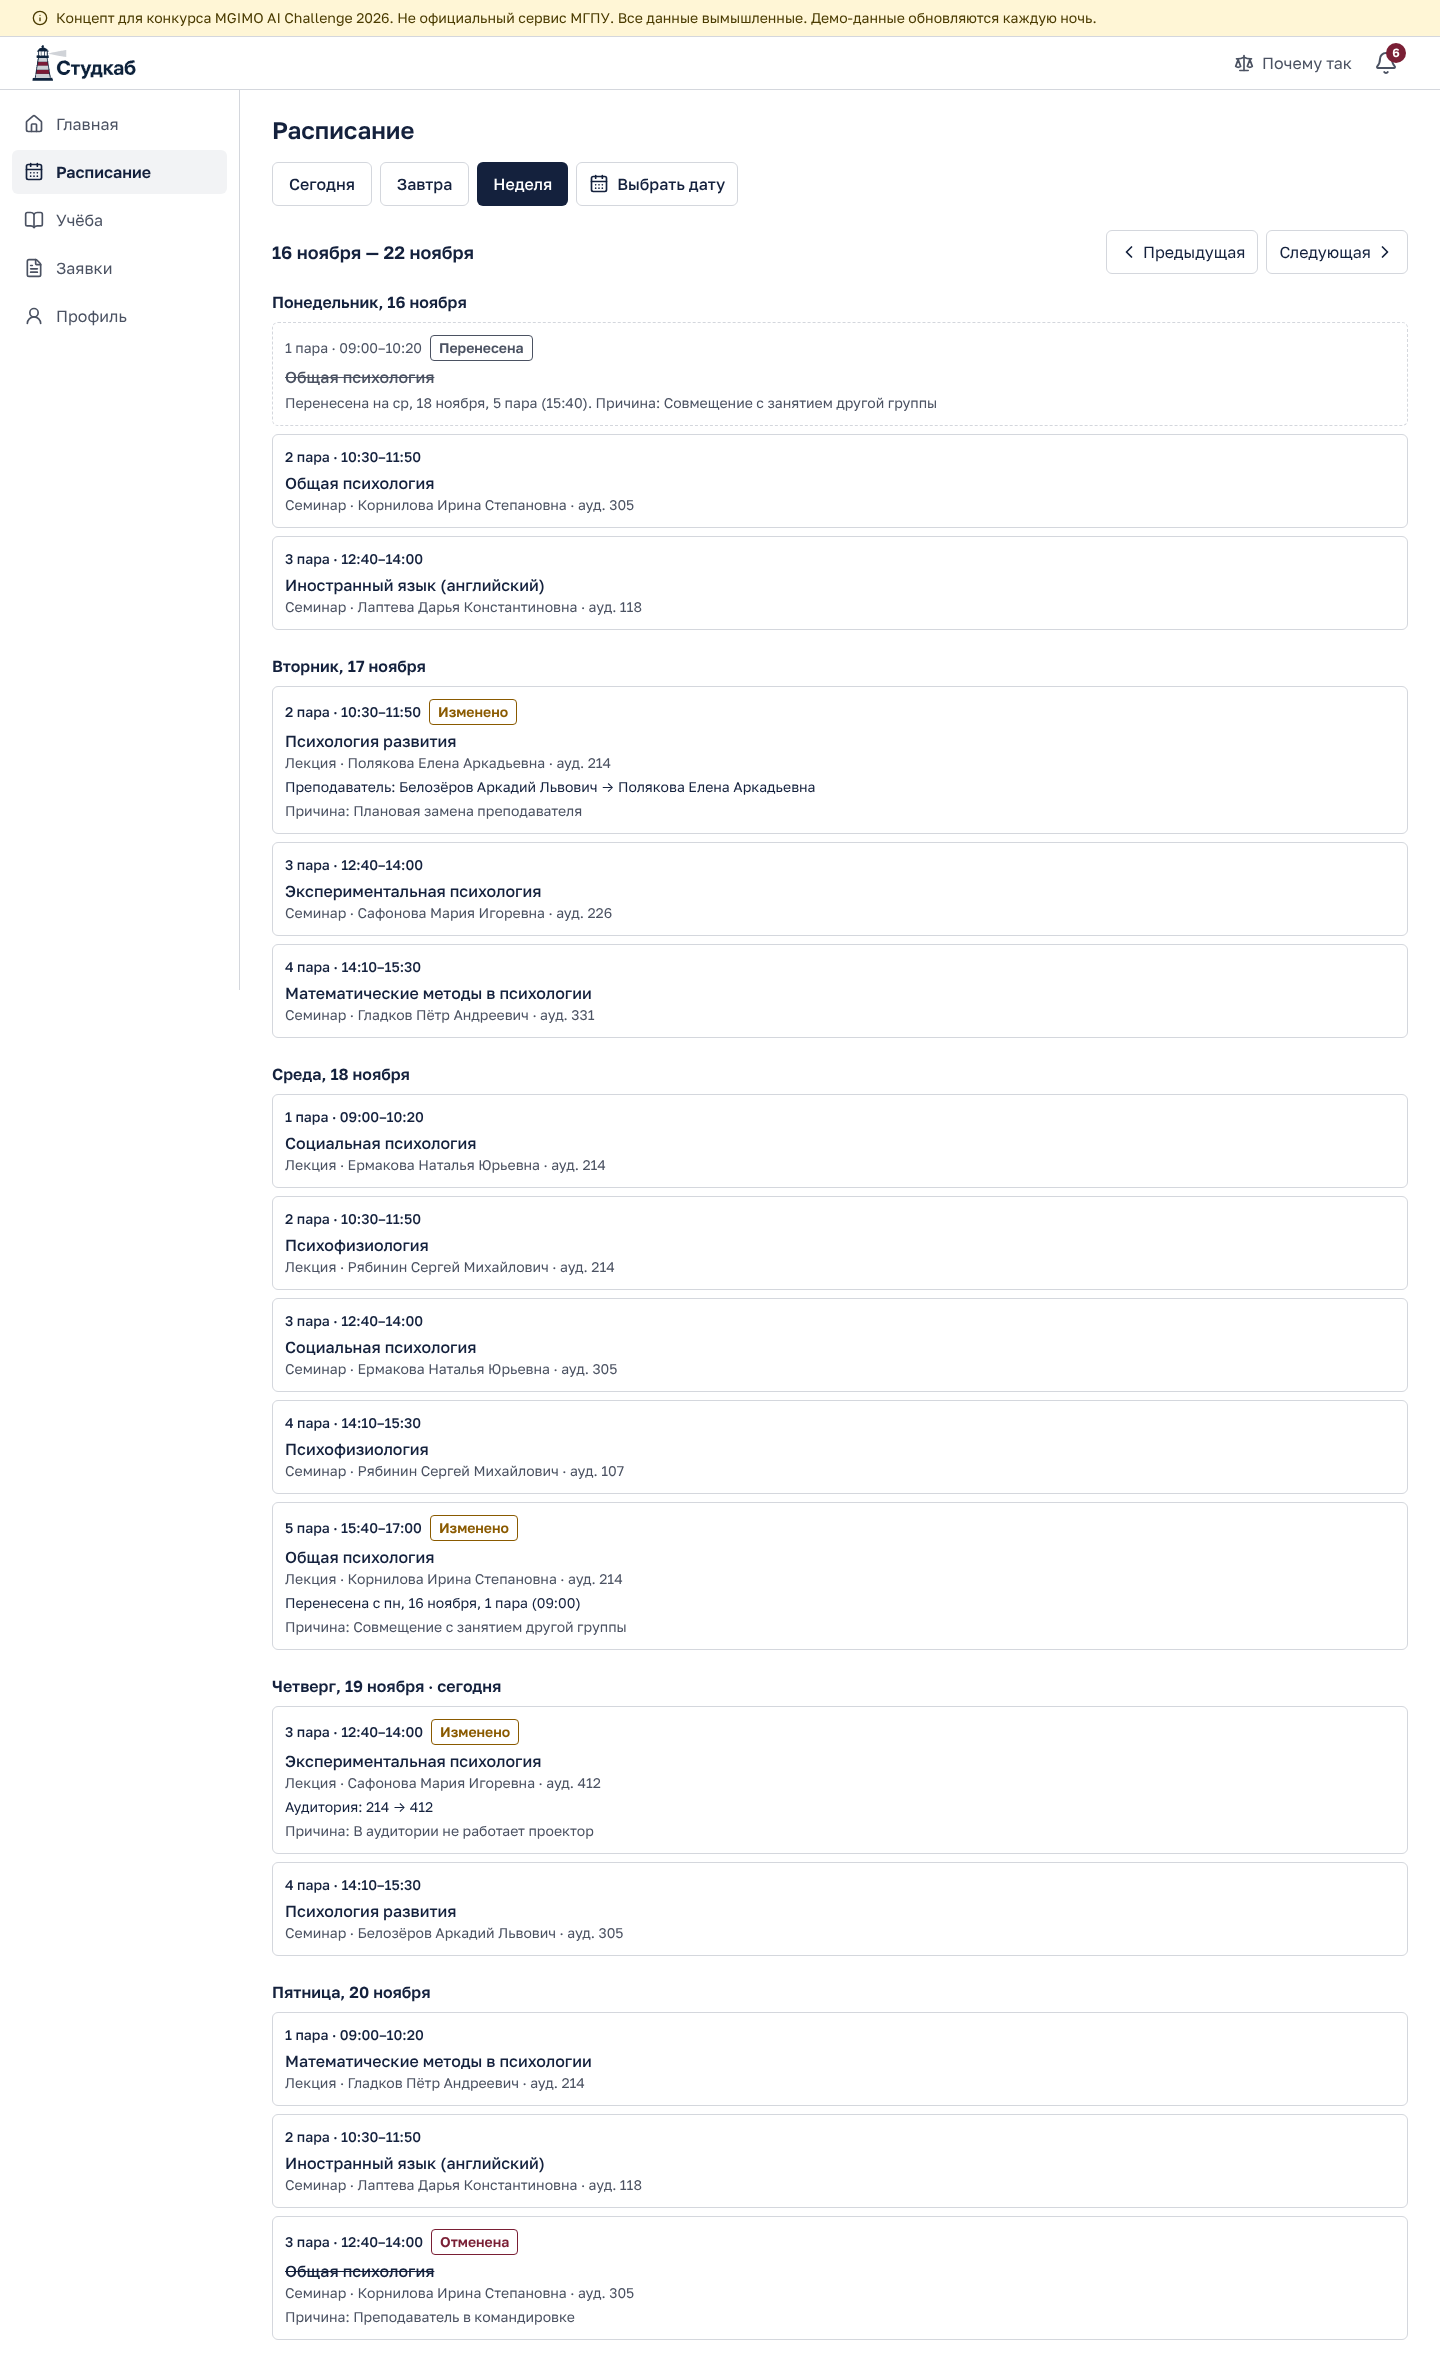 Концепт для конкурса MGIMO AI Challenge 2026. Не официальный сервис МГПУ. Все данные вымышленные. Демо-данные обновляются каждую ночь.
Студкаб
Почему так
6
Главная
Расписание
Учёба
Заявки
Профиль
Расписание
Сегодня
Завтра
Неделя
Выбрать дату
16 ноября — 22 ноября
Предыдущая
Следующая
Понедельник, 16 ноября
1 пара · 09:00–10:20 Перенесена
Общая психология
Перенесена на ср, 18 ноября, 5 пара (15:40). Причина: Совмещение с занятием другой группы
2 пара · 10:30–11:50
Общая психология
Семинар · Корнилова Ирина Степановна · ауд. 305
3 пара · 12:40–14:00
Иностранный язык (английский)
Семинар · Лаптева Дарья Константиновна · ауд. 118
Вторник, 17 ноября
2 пара · 10:30–11:50 Изменено
Психология развития
Лекция · Полякова Елена Аркадьевна · ауд. 214
Преподаватель: Белозёров Аркадий Львович → Полякова Елена Аркадьевна
Причина: Плановая замена преподавателя
3 пара · 12:40–14:00
Экспериментальная психология
Семинар · Сафонова Мария Игоревна · ауд. 226
4 пара · 14:10–15:30
Математические методы в психологии
Семинар · Гладков Пётр Андреевич · ауд. 331
Среда, 18 ноября
1 пара · 09:00–10:20
Социальная психология
Лекция · Ермакова Наталья Юрьевна · ауд. 214
2 пара · 10:30–11:50
Психофизиология
Лекция · Рябинин Сергей Михайлович · ауд. 214
3 пара · 12:40–14:00
Социальная психология
Семинар · Ермакова Наталья Юрьевна · ауд. 305
4 пара · 14:10–15:30
Психофизиология
Семинар · Рябинин Сергей Михайлович · ауд. 107
5 пара · 15:40–17:00 Изменено
Общая психология
Лекция · Корнилова Ирина Степановна · ауд. 214
Перенесена с пн, 16 ноября, 1 пара (09:00)
Причина: Совмещение с занятием другой группы
Четверг, 19 ноября · сегодня
3 пара · 12:40–14:00 Изменено
Экспериментальная психология
Лекция · Сафонова Мария Игоревна · ауд. 412
Аудитория: 214 → 412
Причина: В аудитории не работает проектор
4 пара · 14:10–15:30
Психология развития
Семинар · Белозёров Аркадий Львович · ауд. 305
Пятница, 20 ноября
1 пара · 09:00–10:20
Математические методы в психологии
Лекция · Гладков Пётр Андреевич · ауд. 214
2 пара · 10:30–11:50
Иностранный язык (английский)
Семинар · Лаптева Дарья Константиновна · ауд. 118
3 пара · 12:40–14:00 Отменена
Общая психология
Семинар · Корнилова Ирина Степановна · ауд. 305
Причина: Преподаватель в командировке